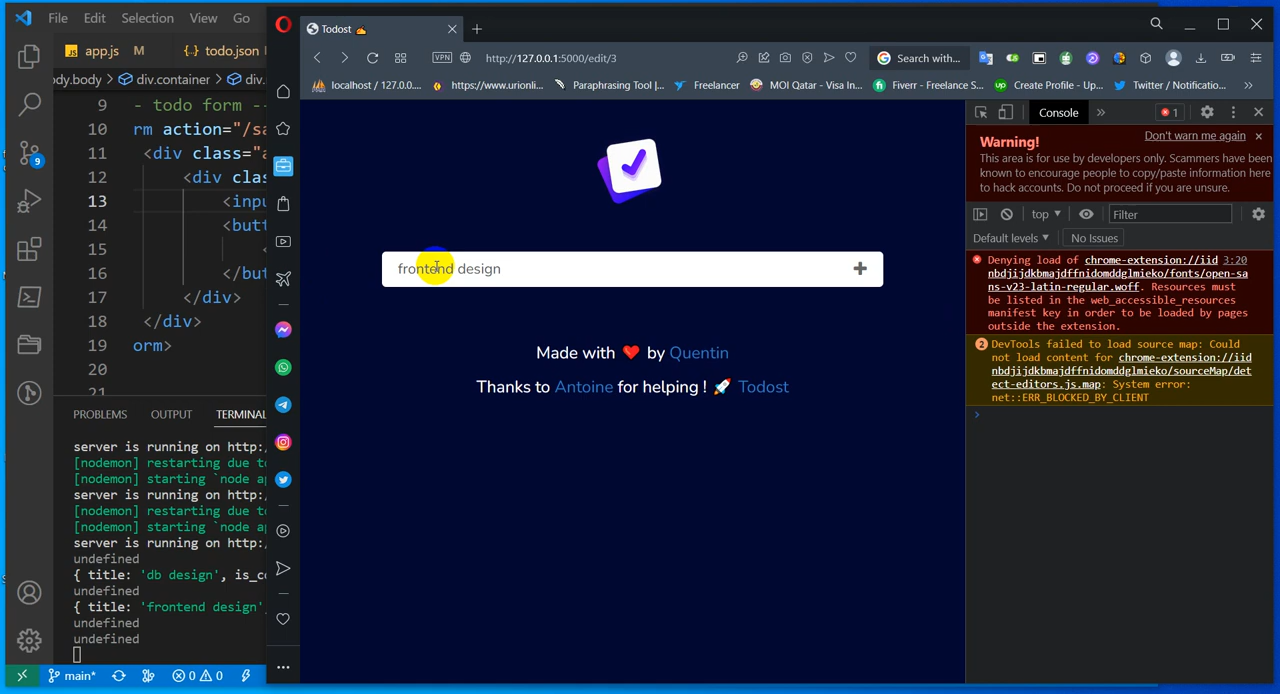 File Edit Selection View Go
app.js M
{..} todo.json
ody.body > div.container > div.
9 - todo form --
10 rm action="/sa
11 <div class="a
12 <div clas
13 <inpu
14 <butt
15 <
16 </but
17 </div>
18 </div>
19 orm>
20
21
PROBLEMS OUTPUT TERMINAL
server is running on http:/
[nodemon] restarting due to
[nodemon] starting `node ap
server is running on http:/
[nodemon] restarting due to
[nodemon] starting `node ap
server is running on http:/
undefined
{ title: 'db design', is_co
undefined
{ title: 'frontend design',
undefined
undefined
9
main* 0 0
Todost ✍
VPN http://127.0.0.1:5000/edit/3
Search with...
localhost / 127.0.... https://www.urionli... Paraphrasing Tool |... Freelancer MOI Qatar - Visa In... Fiverr - Freelance S... Create Profile - Up... Twitter / Notificatio...
frontend design
Made with ❤️ by Quentin
Thanks to Antoine for helping ! 🚀 Todost
Console » 1
Warning! Don't warn me again
This area is for use by developers only. Scammers have been
known to encourage people to copy/paste information here
to hack accounts. Do not proceed if you are unsure.
top Filter
Default levels No Issues
Denying load of chrome-extension://iid 3:20
nbdjijdkbmajdffnidomddglmieko/fonts/open-sa
ns-v23-latin-regular.woff. Resources must
be listed in the web_accessible_resources
manifest key in order to be loaded by pages
outside the extension.
2 DevTools failed to load source map: Could
not load content for chrome-extension://iid
nbdjijdkbmajdffnidomddglmieko/sourceMap/det
ect-editors.js.map: System error:
net::ERR_BLOCKED_BY_CLIENT